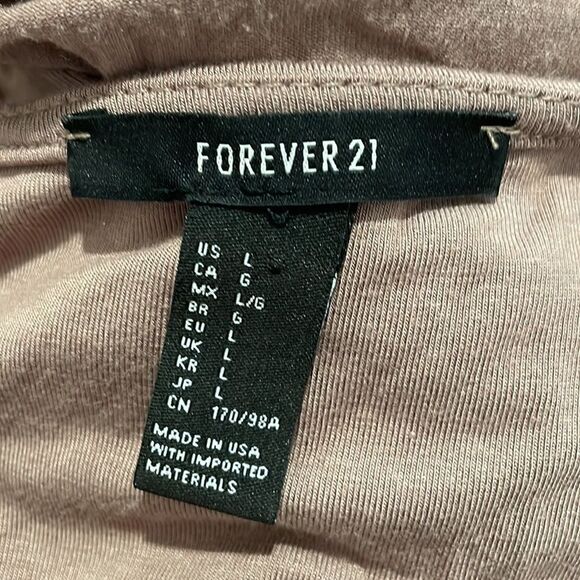 FOREVER 21
US L
CA G
MX L/G
BR G
EU L
UK L
KR L
JP L
CN 170/98A
MADE IN USA
WITH IMPORTED
MATERIALS